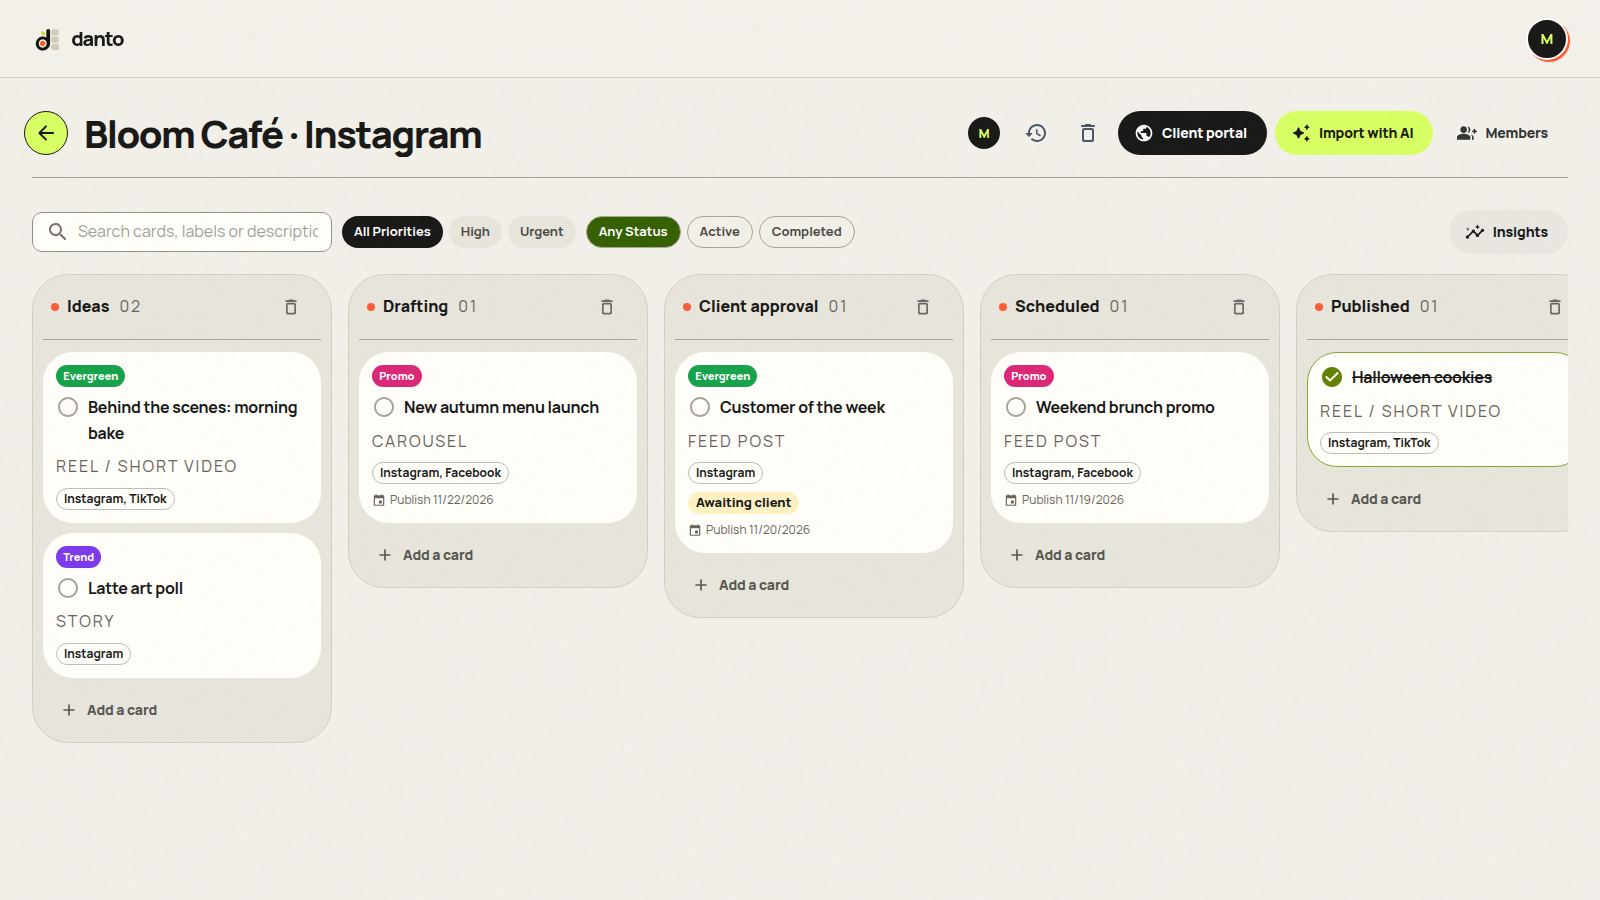 danto
M
Bloom Café · Instagram
M
Client portal
Import with AI
Members
Search cards, labels or descriptic
All Priorities
High
Urgent
Any Status
Active
Completed
Insights
Ideas 02
Evergreen
Behind the scenes: morning
bake
REEL / SHORT VIDEO
Instagram, TikTok
Trend
Latte art poll
STORY
Instagram
+ Add a card
Drafting 01
Promo
New autumn menu launch
CAROUSEL
Instagram, Facebook
Publish 11/22/2026
+ Add a card
Client approval 01
Evergreen
Customer of the week
FEED POST
Instagram
Awaiting client
Publish 11/20/2026
+ Add a card
Scheduled 01
Promo
Weekend brunch promo
FEED POST
Instagram, Facebook
Publish 11/19/2026
+ Add a card
Published 01
Halloween cookies
REEL / SHORT VIDEO
Instagram, TikTok
+ Add a card